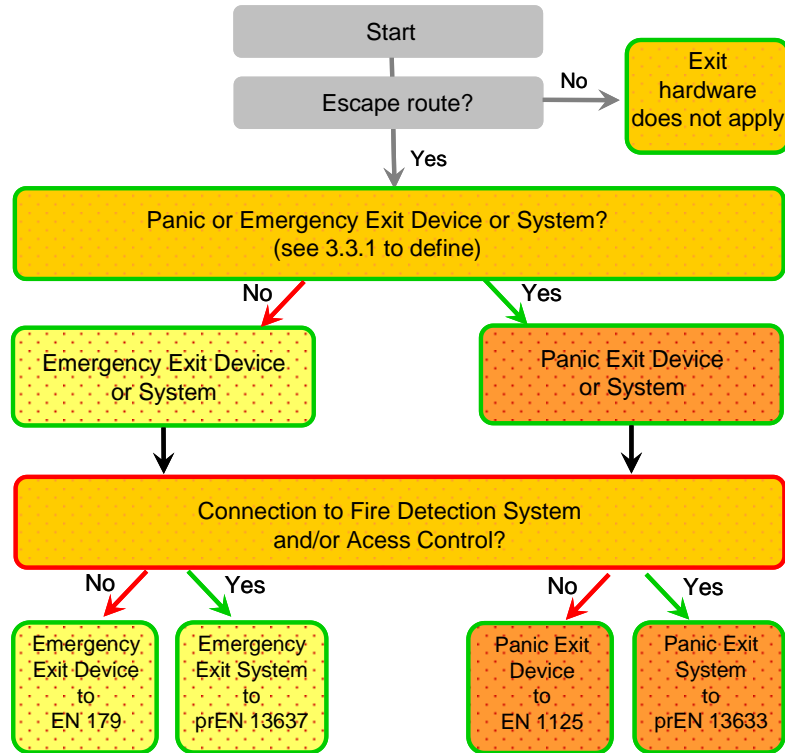 Start
Escape route?
No
Exit
hardware
does not apply
Yes
Panic or Emergency Exit Device or System?
(see 3.3.1 to define)
No
Yes
Emergency Exit Device
or System
Panic Exit Device
or System
Connection to Fire Detection System
and/or Acess Control?
No
Yes
No
Yes
Emergency
Exit Device
to
EN 179
Emergency
Exit System
to
prEN 13637
Panic Exit
Device
to
EN 1125
Panic Exit
System
to
prEN 13633